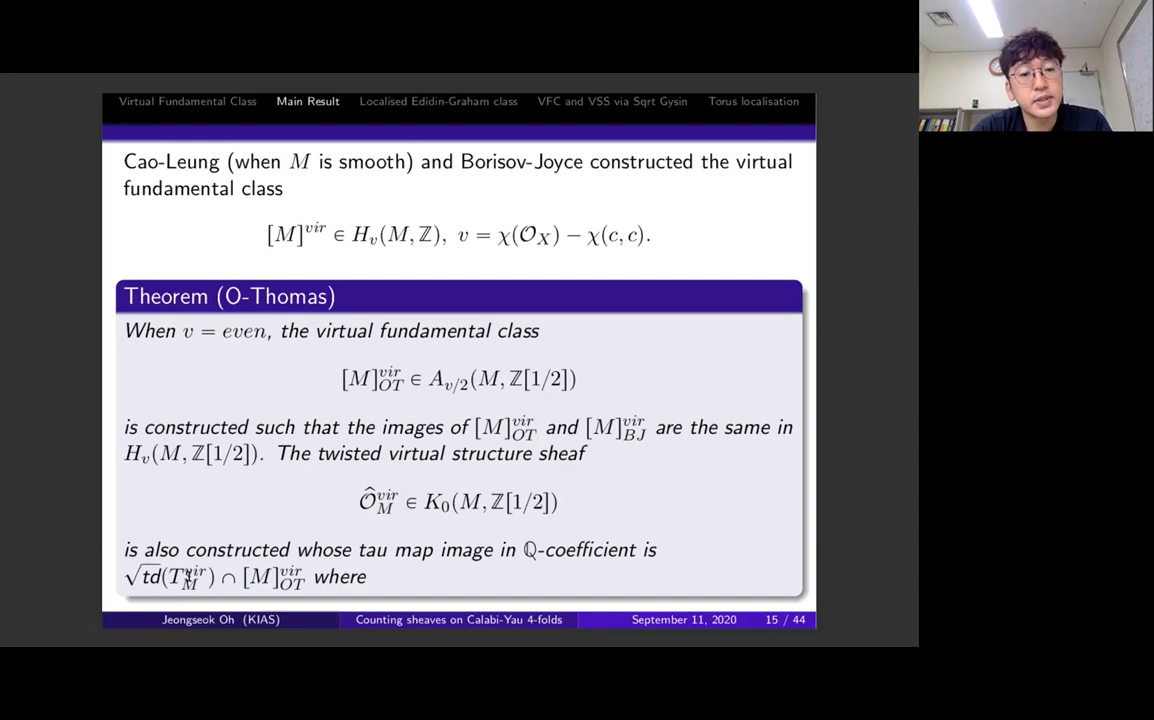 Virtual Fundamental Class Main Result Localised Edidin-Graham class VFC and VSS via Sqrt Gysin Torus localisation
Cao-Leung (when M is smooth) and Borisov-Joyce constructed the virtual
fundamental class
[M]^{vir} ∈ H_v(M, ℤ), v = χ(𝒪_X) − χ(c, c).
Theorem (O-Thomas)
When v = even, the virtual fundamental class
[M]^{vir}_{OT} ∈ A_{v/2}(M, ℤ[1/2])
is constructed such that the images of [M]^{vir}_{OT} and [M]^{vir}_{BJ} are the same in
H_v(M, ℤ[1/2]). The twisted virtual structure sheaf
𝒪̂^{vir}_M ∈ K_0(M, ℤ[1/2])
is also constructed whose tau map image in ℚ-coefficient is
√td(T^{vir}_M) ∩ [M]^{vir}_{OT} where
Jeongseok Oh (KIAS) Counting sheaves on Calabi-Yau 4-folds September 11, 2020 15 / 44